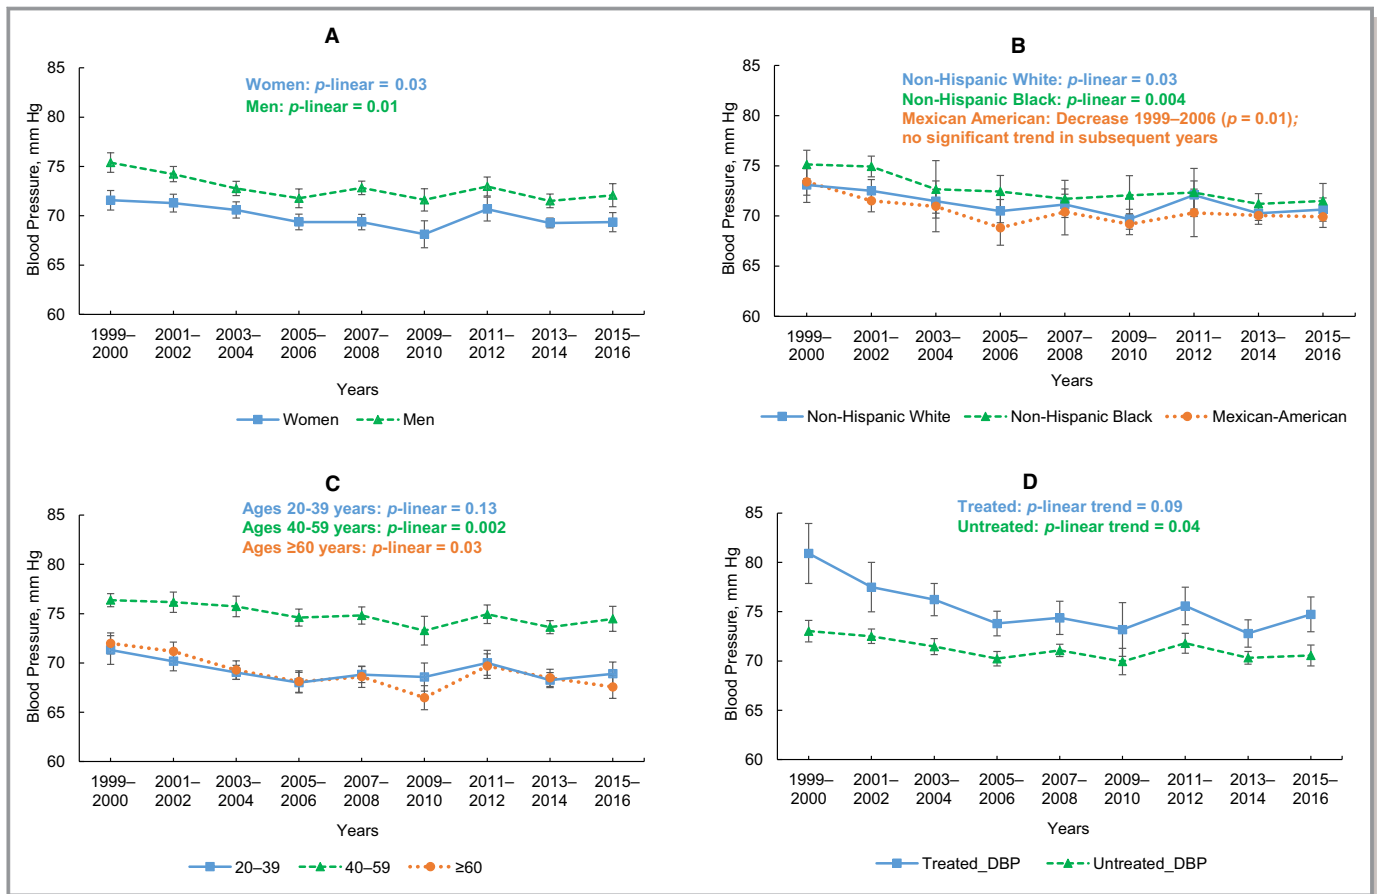 A
Blood Pressure, mm Hg
85
80
75
70
65
60
Women: p-linear = 0.03
Men: p-linear = 0.01
1999– 2001– 2003– 2005– 2007– 2009– 2011– 2013– 2015–
2000 2002 2004 2006 2008 2010 2012 2014 2016
Years
Women Men
B
Blood Pressure, mm Hg
85
80
75
70
65
60
Non-Hispanic White: p-linear = 0.03
Non-Hispanic Black: p-linear = 0.004
Mexican American: Decrease 1999–2006 (p = 0.01);
no significant trend in subsequent years
1999– 2001– 2003– 2005– 2007– 2009– 2011– 2013– 2015–
2000 2002 2004 2006 2008 2010 2012 2014 2016
Years
Non-Hispanic White Non-Hispanic Black Mexican-American
C
Blood Pressure, mm Hg
85
80
75
70
65
60
Ages 20-39 years: p-linear = 0.13
Ages 40-59 years: p-linear = 0.002
Ages ≥60 years: p-linear = 0.03
1999– 2001– 2003– 2005– 2007– 2009– 2011– 2013– 2015–
2000 2002 2004 2006 2008 2010 2012 2014 2016
Years
20–39 40–59 ≥60
D
Blood Pressure, mm Hg
85
80
75
70
65
60
Treated: p-linear trend = 0.09
Untreated: p-linear trend = 0.04
1999– 2001– 2003– 2005– 2007– 2009– 2011– 2013– 2015–
2000 2002 2004 2006 2008 2010 2012 2014 2016
Years
Treated_DBP Untreated_DBP